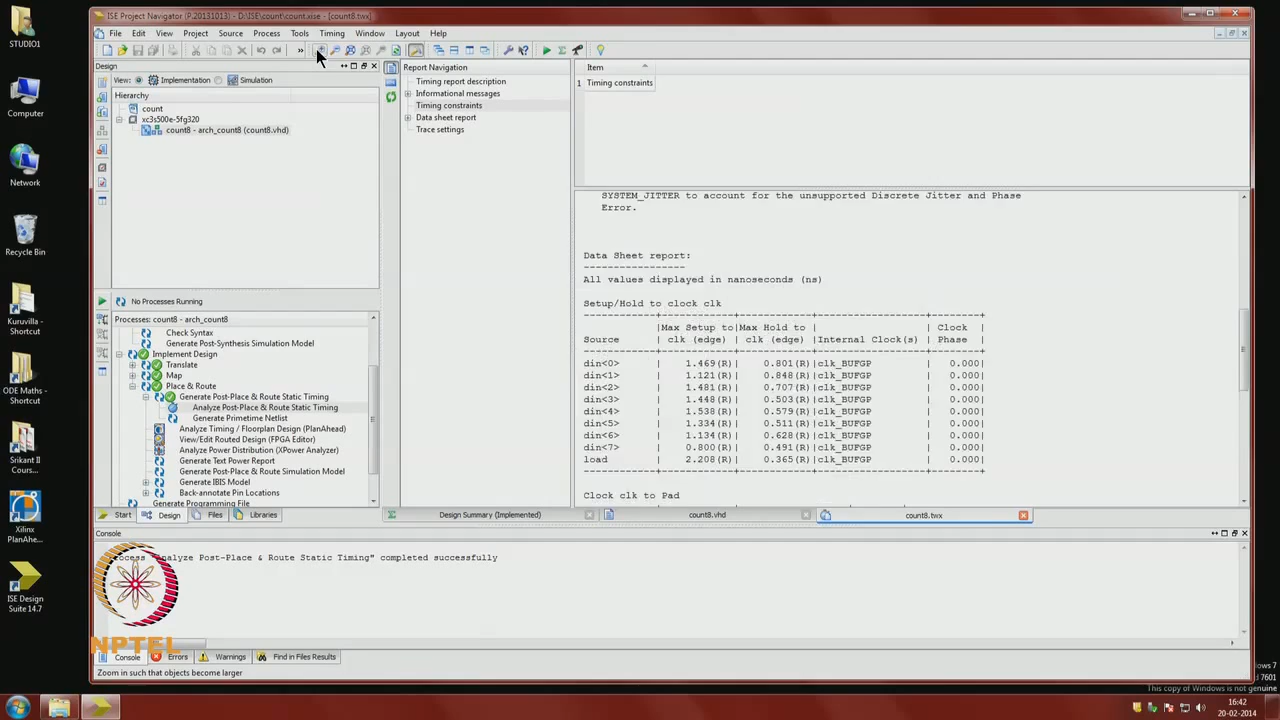 STUDIO1
Computer
Network
Recycle Bin
Kuruvilla -
Shortcut
ODE Maths -
Shortcut
Srikant II
Cours...
Xilinx
PlanAhe...
ISE Design
Suite 14.7
ISE Project Navigator (P.20131013) - D:\ISE\count\count.xise - [count8.twx]
File Edit View Project Source Process Tools Timing Window Layout Help
Design
View: Implementation Simulation
Hierarchy
count
xc3s500e-5fg320
count8 - arch_count8 (count8.vhd)
No Processes Running
Processes: count8 - arch_count8
Check Syntax
Generate Post-Synthesis Simulation Model
Implement Design
Translate
Map
Place & Route
Generate Post-Place & Route Static Timing
Analyze Post-Place & Route Static Timing
Generate Primetime Netlist
Analyze Timing / Floorplan Design (PlanAhead)
View/Edit Routed Design (FPGA Editor)
Analyze Power Distribution (XPower Analyzer)
Generate Text Power Report
Generate Post-Place & Route Simulation Model
Generate IBIS Model
Back-annotate Pin Locations
Generate Programming File
Start Design Files Libraries
Report Navigation
Timing report description
Informational messages
Timing constraints
Data sheet report
Trace settings
Item
1 Timing constraints
SYSTEM_JITTER to account for the unsupported Discrete Jitter and Phase
Error.
Data Sheet report:
-----------------
All values displayed in nanoseconds (ns)
Setup/Hold to clock clk
------------+------------+------------+------------------+--------+
|Max Setup to|Max Hold to | | Clock |
Source | clk (edge) | clk (edge) |Internal Clock(s) | Phase |
------------+------------+------------+------------------+--------+
din<0> | 1.469(R)| 0.801(R)|clk_BUFGP | 0.000|
din<1> | 1.121(R)| 0.848(R)|clk_BUFGP | 0.000|
din<2> | 1.481(R)| 0.707(R)|clk_BUFGP | 0.000|
din<3> | 1.448(R)| 0.503(R)|clk_BUFGP | 0.000|
din<4> | 1.538(R)| 0.579(R)|clk_BUFGP | 0.000|
din<5> | 1.334(R)| 0.511(R)|clk_BUFGP | 0.000|
din<6> | 1.134(R)| 0.628(R)|clk_BUFGP | 0.000|
din<7> | 0.800(R)| 0.491(R)|clk_BUFGP | 0.000|
load | 2.208(R)| 0.365(R)|clk_BUFGP | 0.000|
------------+------------+------------+------------------+--------+
Clock clk to Pad
Design Summary (Implemented) count8.vhd count8.twx
Console
"Analyze Post-Place & Route Static Timing" completed successfully
NPTEL
Console Errors Warnings Find in Files Results
Zoom in such that objects become larger
7601
This copy of Windows is not genuine
16:42
20-02-2014